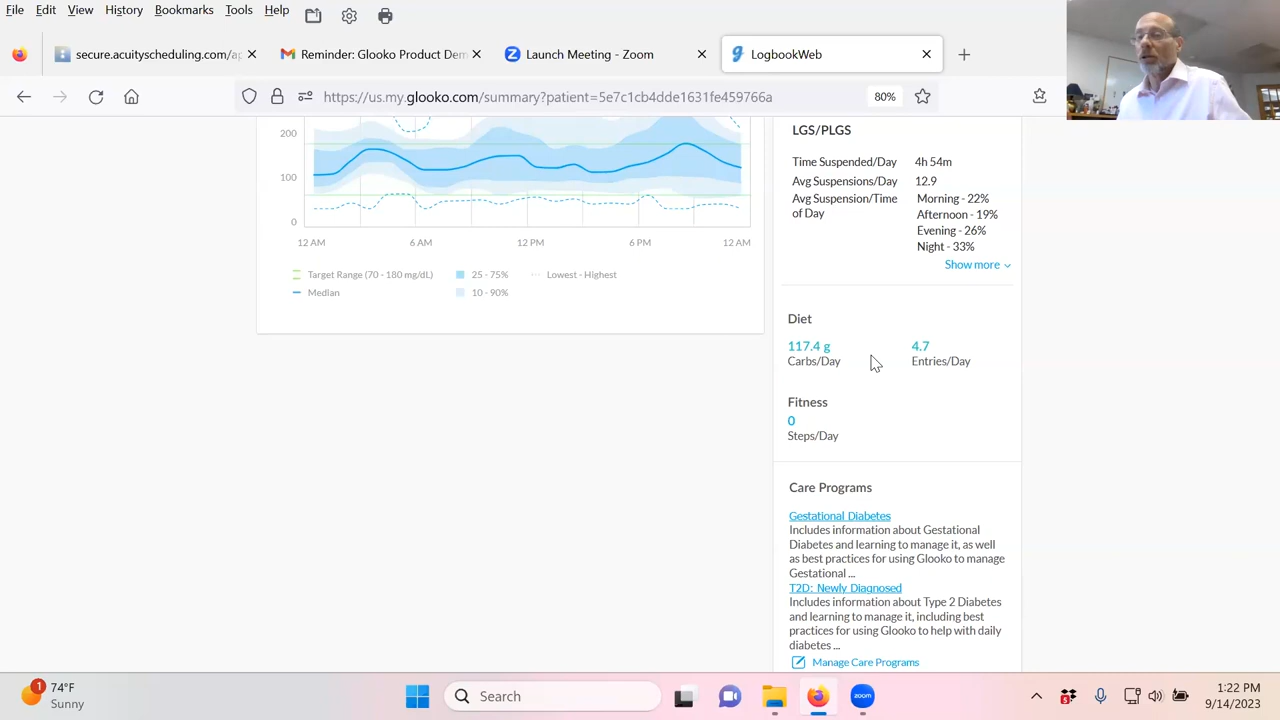 File Edit View History Bookmarks Tools Help
secure.acuityscheduling.com/ap
Reminder: Glooko Product Dem
Launch Meeting - Zoom
LogbookWeb
https://us.my.glooko.com/summary?patient=5e7c1cb4dde1631fe459766a
80%
200
100
0
12 AM 6 AM 12 PM 6 PM 12 AM
Target Range (70 - 180 mg/dL) 25 - 75% Lowest - Highest
Median 10 - 90%
LGS/PLGS
Time Suspended/Day 4h 54m
Avg Suspensions/Day 12.9
Avg Suspension/Time Morning - 22%
of Day Afternoon - 19%
Evening - 26%
Night - 33%
Show more
Diet
117.4 g 4.7
Carbs/Day Entries/Day
Fitness
0
Steps/Day
Care Programs
Gestational Diabetes
Includes information about Gestational
Diabetes and learning to manage it, as well
as best practices for using Glooko to manage
Gestational ...
T2D: Newly Diagnosed
Includes information about Type 2 Diabetes
and learning to manage it, including best
practices for using Glooko to help with daily
diabetes ...
Manage Care Programs
1
74°F
Sunny
Search
zoom
1:22 PM
9/14/2023